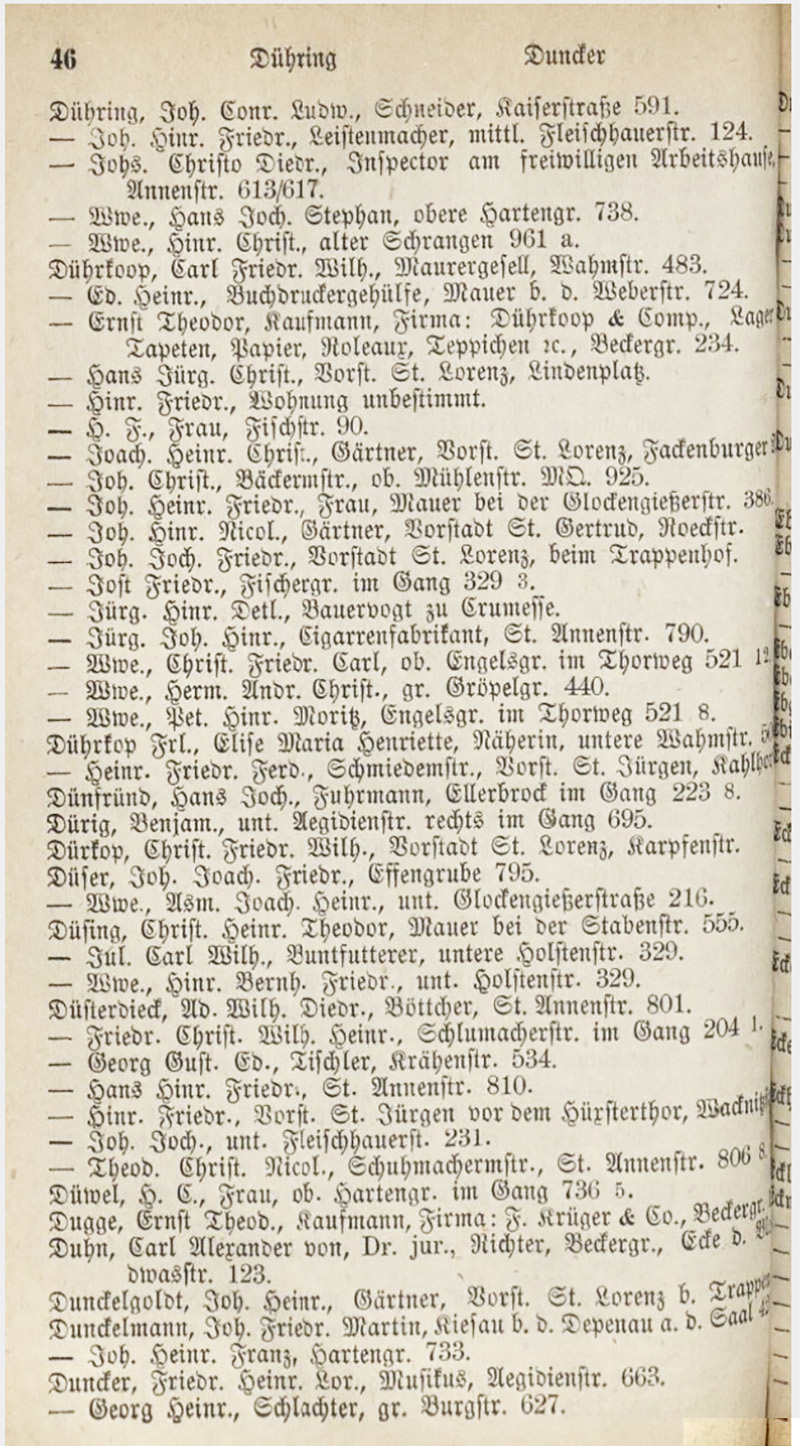 46 Dühring Duncker
Dühring, Joh. Conr. Ludw., Schneider, Kaiserstraße 591.
— Joh. Hinr. Friedr., Leistenmacher, mittl. Fleischhauerstr. 124.
— Johs. Christo Diedr., Inspector am freiwilligen Arbeitshause,
Annenstr. 613/617.
— Wwe., Hans Joch. Stephan, obere Hartengr. 738.
— Wwe., Hinr. Christ., alter Schrangen 961 a.
Dührkoop, Carl Friedr. Wilh., Maurergesell, Wahmstr. 483.
— Ed. Heinr., Buchdruckergehülfe, Mauer b. d. Weberstr. 724.
— Ernst Theodor, Kaufmann, Firma: Dührkoop & Comp., Lager
Tapeten, Papier, Roleaux, Teppichen ꝛc., Beckergr. 234.
— Hans Jürg. Christ., Vorst. St. Lorenz, Lindenplatz.
— Hinr. Friedr., Wohnung unbestimmt.
— H. F., Frau, Fischstr. 90.
— Joach. Heinr. Christ., Gärtner, Vorst. St. Lorenz, Fackenburger
— Joh. Christ., Bäckermstr., ob. Mühlenstr. MQ. 925.
— Joh. Heinr. Friedr., Frau, Mauer bei der Glockengießerstr. 386.
— Joh. Hinr. Nicol., Gärtner, Vorstadt St. Gertrud, Roeckstr.
— Joh. Joch. Friedr., Vorstadt St. Lorenz, beim Trappenhof.
— Jost Friedr., Fischergr. im Gang 329 3.
— Jürg. Hinr. Detl., Bauervogt zu Crumesse.
— Jürg. Joh. Hinr., Cigarrenfabrikant, St. Annenstr. 790.
— Wwe., Christ. Friedr. Carl, ob. Engelsgr. im Thorweg 521 12.
— Wwe., Herm. Andr. Christ., gr. Gröpelgr. 440.
— Wwe., Pet. Hinr. Moritz, Engelsgr. im Thorweg 521 8.
Dührkop Frl., Elise Maria Henriette, Näherin, untere Wahmstr.
— Heinr. Friedr. Ferd., Schmiedemstr., Vorst. St. Jürgen,
Dünfründ, Hans Joch., Fuhrmann, Ellerbrock im Gang 223 8.
Dürig, Benjam., unt. Aegidienstr. rechts im Gang 695.
Dürkop, Christ. Friedr. Wilh., Vorstadt St. Lorenz, Karpfenstr.
Düser, Joh. Joach. Friedr., Effengrube 795.
— Wwe., Asm. Joach. Heinr., unt. Glockengießerstraße 216.
Düsing, Christ. Heinr. Theodor, Mauer bei der Stabenstr. 555.
— Jul. Carl Wilh., Buntfutterer, untere Holstenstr. 329.
— Wwe., Hinr. Bernh. Friedr., unt. Holstenstr. 329.
Düsterdieck, Ad. Wilh. Diedr., Böttcher, St. Annenstr. 801.
— Friedr. Christ. Wilh. Heinr., Schlumacherstr. im Gang 204 1.
— Georg Gust. Ed., Tischler, Krähenstr. 534.
— Hans Hinr. Friedr., St. Annenstr. 810.
— Hinr. Friedr., Vorst. St. Jürgen vor dem Hüxsterthor,
— Joh. Joch., unt. Fleischhauerst. 231.
— Theod. Christ. Nicol., Schuhmachermstr., St. Annenstr. 806 8.
Düwel, H. C., Frau, ob. Hartengr. im Gang 736 5.
Dugge, Ernst Theod., Kaufmann, Firma: F. Krüger & Co., Beckergr.
Duhn, Carl Alexander von, Dr. jur., Richter, Beckergr., Ecke d.
dwasstr. 123.
Dunckelgoldt, Joh. Heinr., Gärtner, Vorst. St. Lorenz b.
Dunckelmann, Joh. Friedr. Martin, Kiesau b. d. Depenau a. d. Saal
— Joh. Heinr. Franz, Hartengr. 733.
Duncker, Friedr. Heinr. Lor., Musikus, Aegidienstr. 663.
— Georg Heinr., Schlachter, gr. Burgstr. 627.